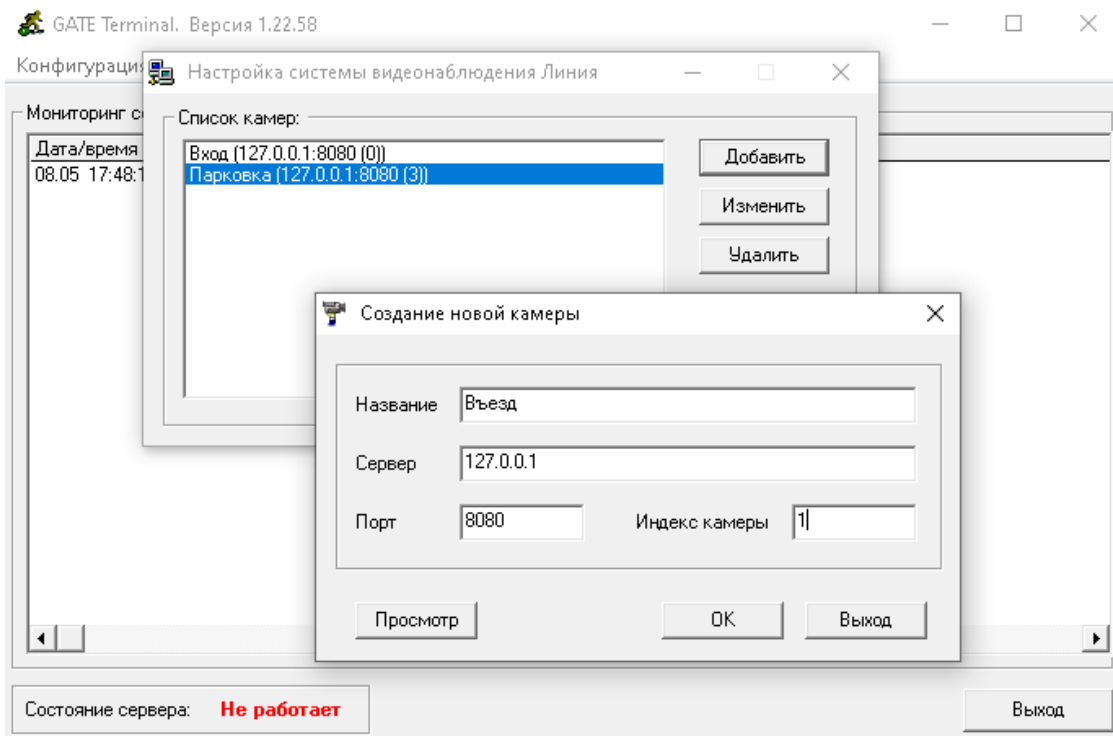 GATE Terminal. Версия 1.22.58
Конфигурация
Настройка системы видеонаблюдения Линия
Мониторинг
Список камер:
Дата/время
Вход (127.0.0.1:8080 (0))
Добавить
08.05 17:48:1
Парковка (127.0.0.1:8080 (3))
Изменить
Удалить
Создание новой камеры
Название
Въезд
Сервер
127.0.0.1
Порт
8080
Индекс камеры
1
Просмотр
OK
Выход
Состояние сервера: Не работает
Выход